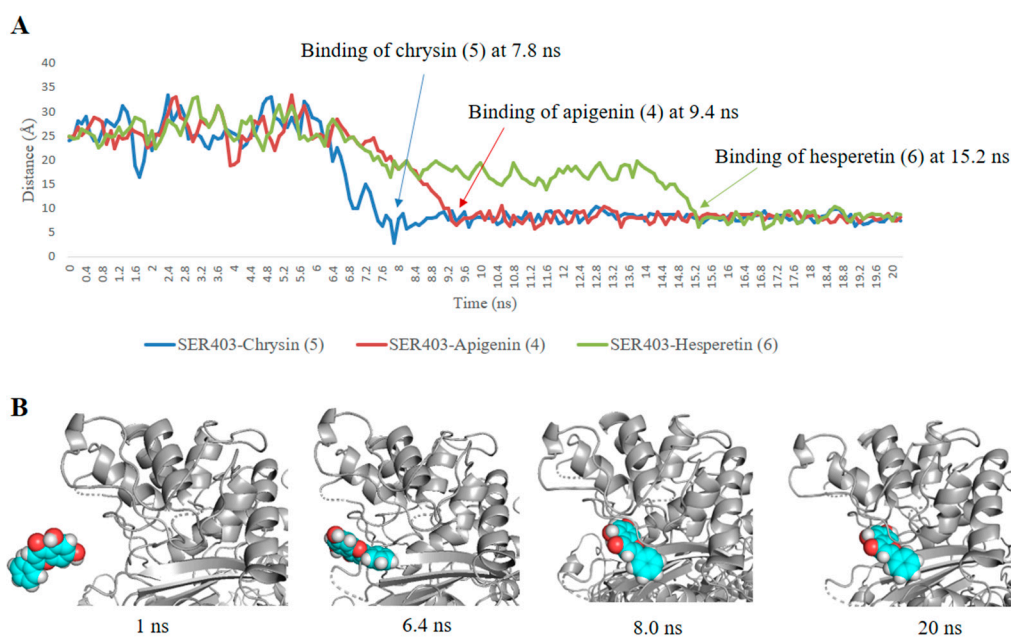 A
Binding of chrysin (5) at 7.8 ns
Binding of apigenin (4) at 9.4 ns
Binding of hesperetin (6) at 15.2 ns
Distance (Å)
40
35
30
25
20
15
10
5
0
0 0.4 0.8 1.2 1.6 2 2.4 2.8 3.2 3.6 4 4.4 4.8 5.2 5.6 6 6.4 6.8 7.2 7.6 8 8.4 8.8 9.2 9.6 10 10.4 10.8 11.2 11.6 12 12.4 12.8 13.2 13.6 14 14.4 14.8 15.2 15.6 16 16.4 16.8 17.2 17.6 18 18.4 18.8 19.2 19.6 20
Time (ns)
SER403-Chrysin (5) SER403-Apigenin (4) SER403-Hesperetin (6)
B
1 ns 6.4 ns 8.0 ns 20 ns